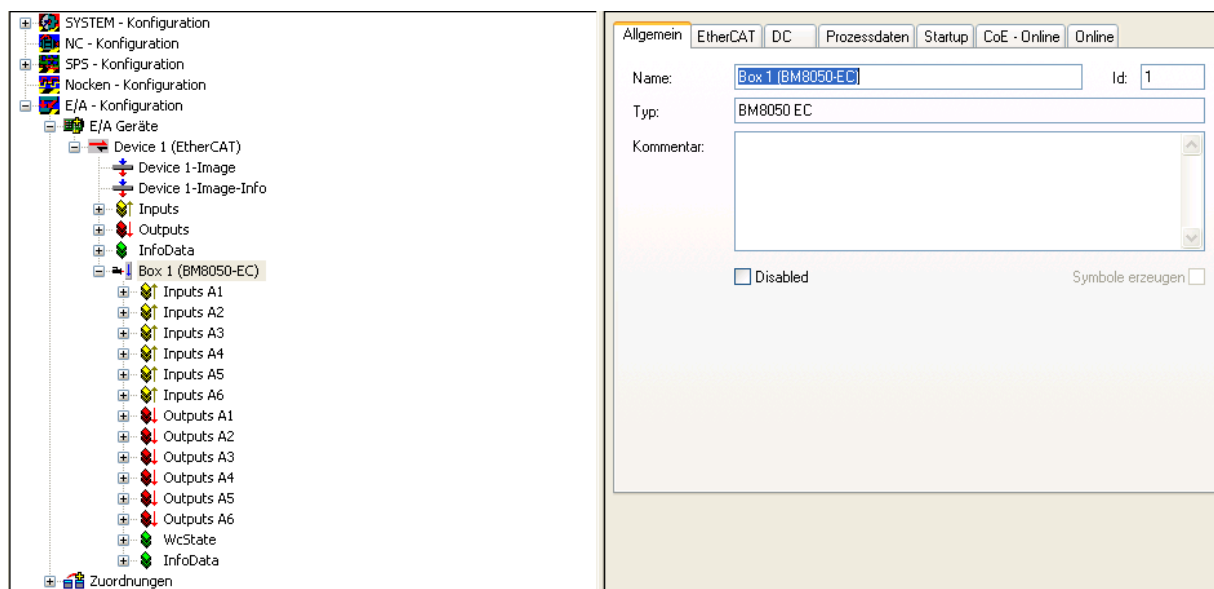 SYSTEM - Konfiguration
NC - Konfiguration
SPS - Konfiguration
Nocken - Konfiguration
E/A - Konfiguration
E/A Geräte
Device 1 (EtherCAT)
Device 1-Image
Device 1-Image-Info
Inputs
Outputs
InfoData
Box 1 (BM8050-EC)
Inputs A1
Inputs A2
Inputs A3
Inputs A4
Inputs A5
Inputs A6
Outputs A1
Outputs A2
Outputs A3
Outputs A4
Outputs A5
Outputs A6
WcState
InfoData
Zuordnungen
Allgemein EtherCAT DC Prozessdaten Startup CoE - Online Online
Name: Box 1 (BM8050-EC) Id: 1
Typ: BM8050 EC
Kommentar:
Disabled Symbole erzeugen